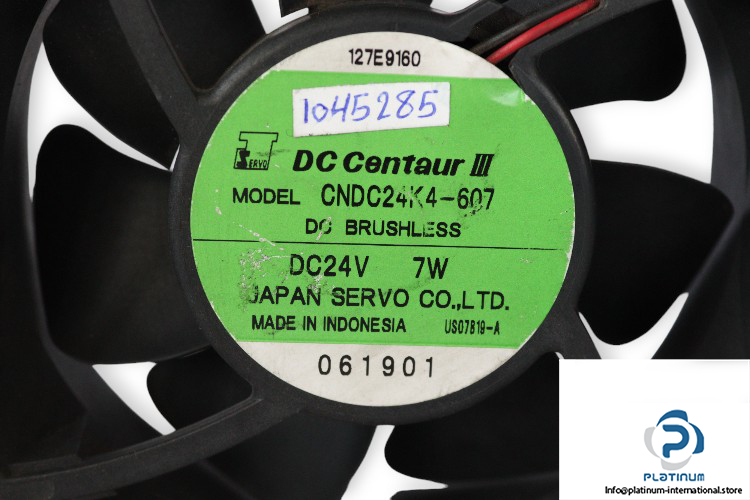 127E9160
1045285
T
SERVO
DC Centaur III
MODEL CNDC24K4-607
DC BRUSHLESS
DC24V 7W
JAPAN SERVO CO.,LTD.
MADE IN INDONESIA US07B19-A
061901
P
PLATINUM
Info@platinum-international.store